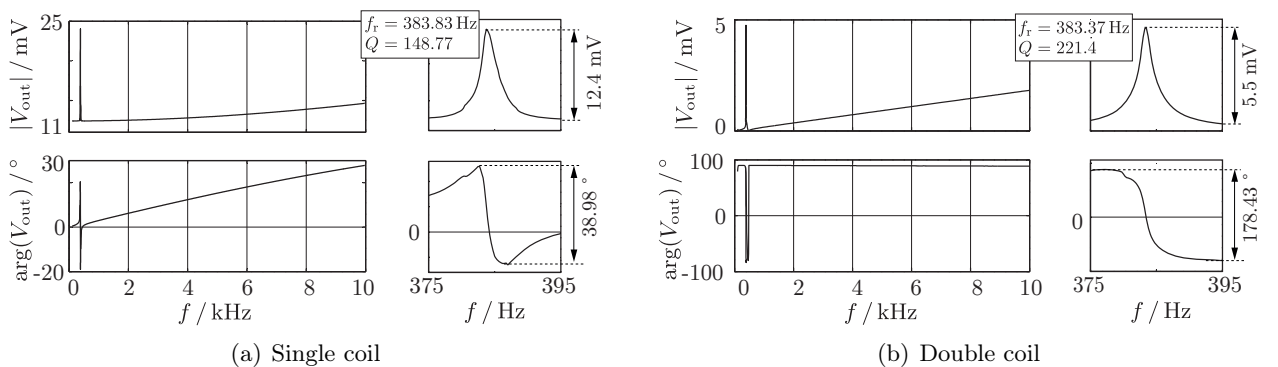 25
|V_out| / mV
11
f_r = 383.83 Hz
Q = 148.77
12.4 mV
30
arg(V_out) / °
0
-20
0 2 4 6 8 10
f / kHz
0
38.98 °
375 395
f / Hz
(a) Single coil
5
|V_out| / mV
0
f_r = 383.37 Hz
Q = 221.4
5.5 mV
100
arg(V_out) / °
0
-100
0 2 4 6 8 10
f / kHz
0
178.43 °
375 395
f / Hz
(b) Double coil